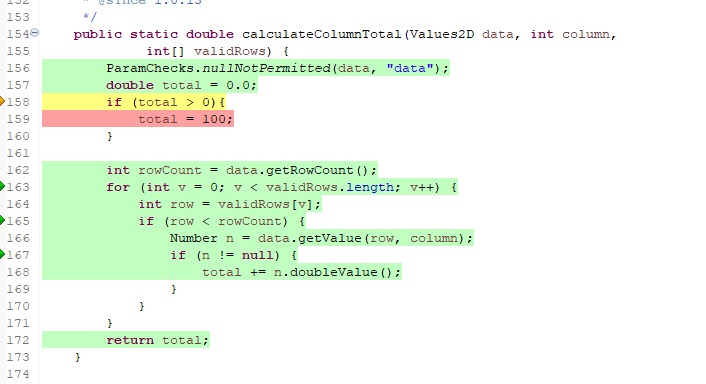 152     * @since 1.0.13
153     */
154    public static double calculateColumnTotal(Values2D data, int column,
155             int[] validRows) {
156        ParamChecks.nullNotPermitted(data, "data");
157        double total = 0.0;
158        if (total > 0){
159            total = 100;
160        }
161
162        int rowCount = data.getRowCount();
163        for (int v = 0; v < validRows.length; v++) {
164            int row = validRows[v];
165            if (row < rowCount) {
166                Number n = data.getValue(row, column);
167                if (n != null) {
168                    total += n.doubleValue();
169                }
170            }
171        }
172        return total;
173    }
174